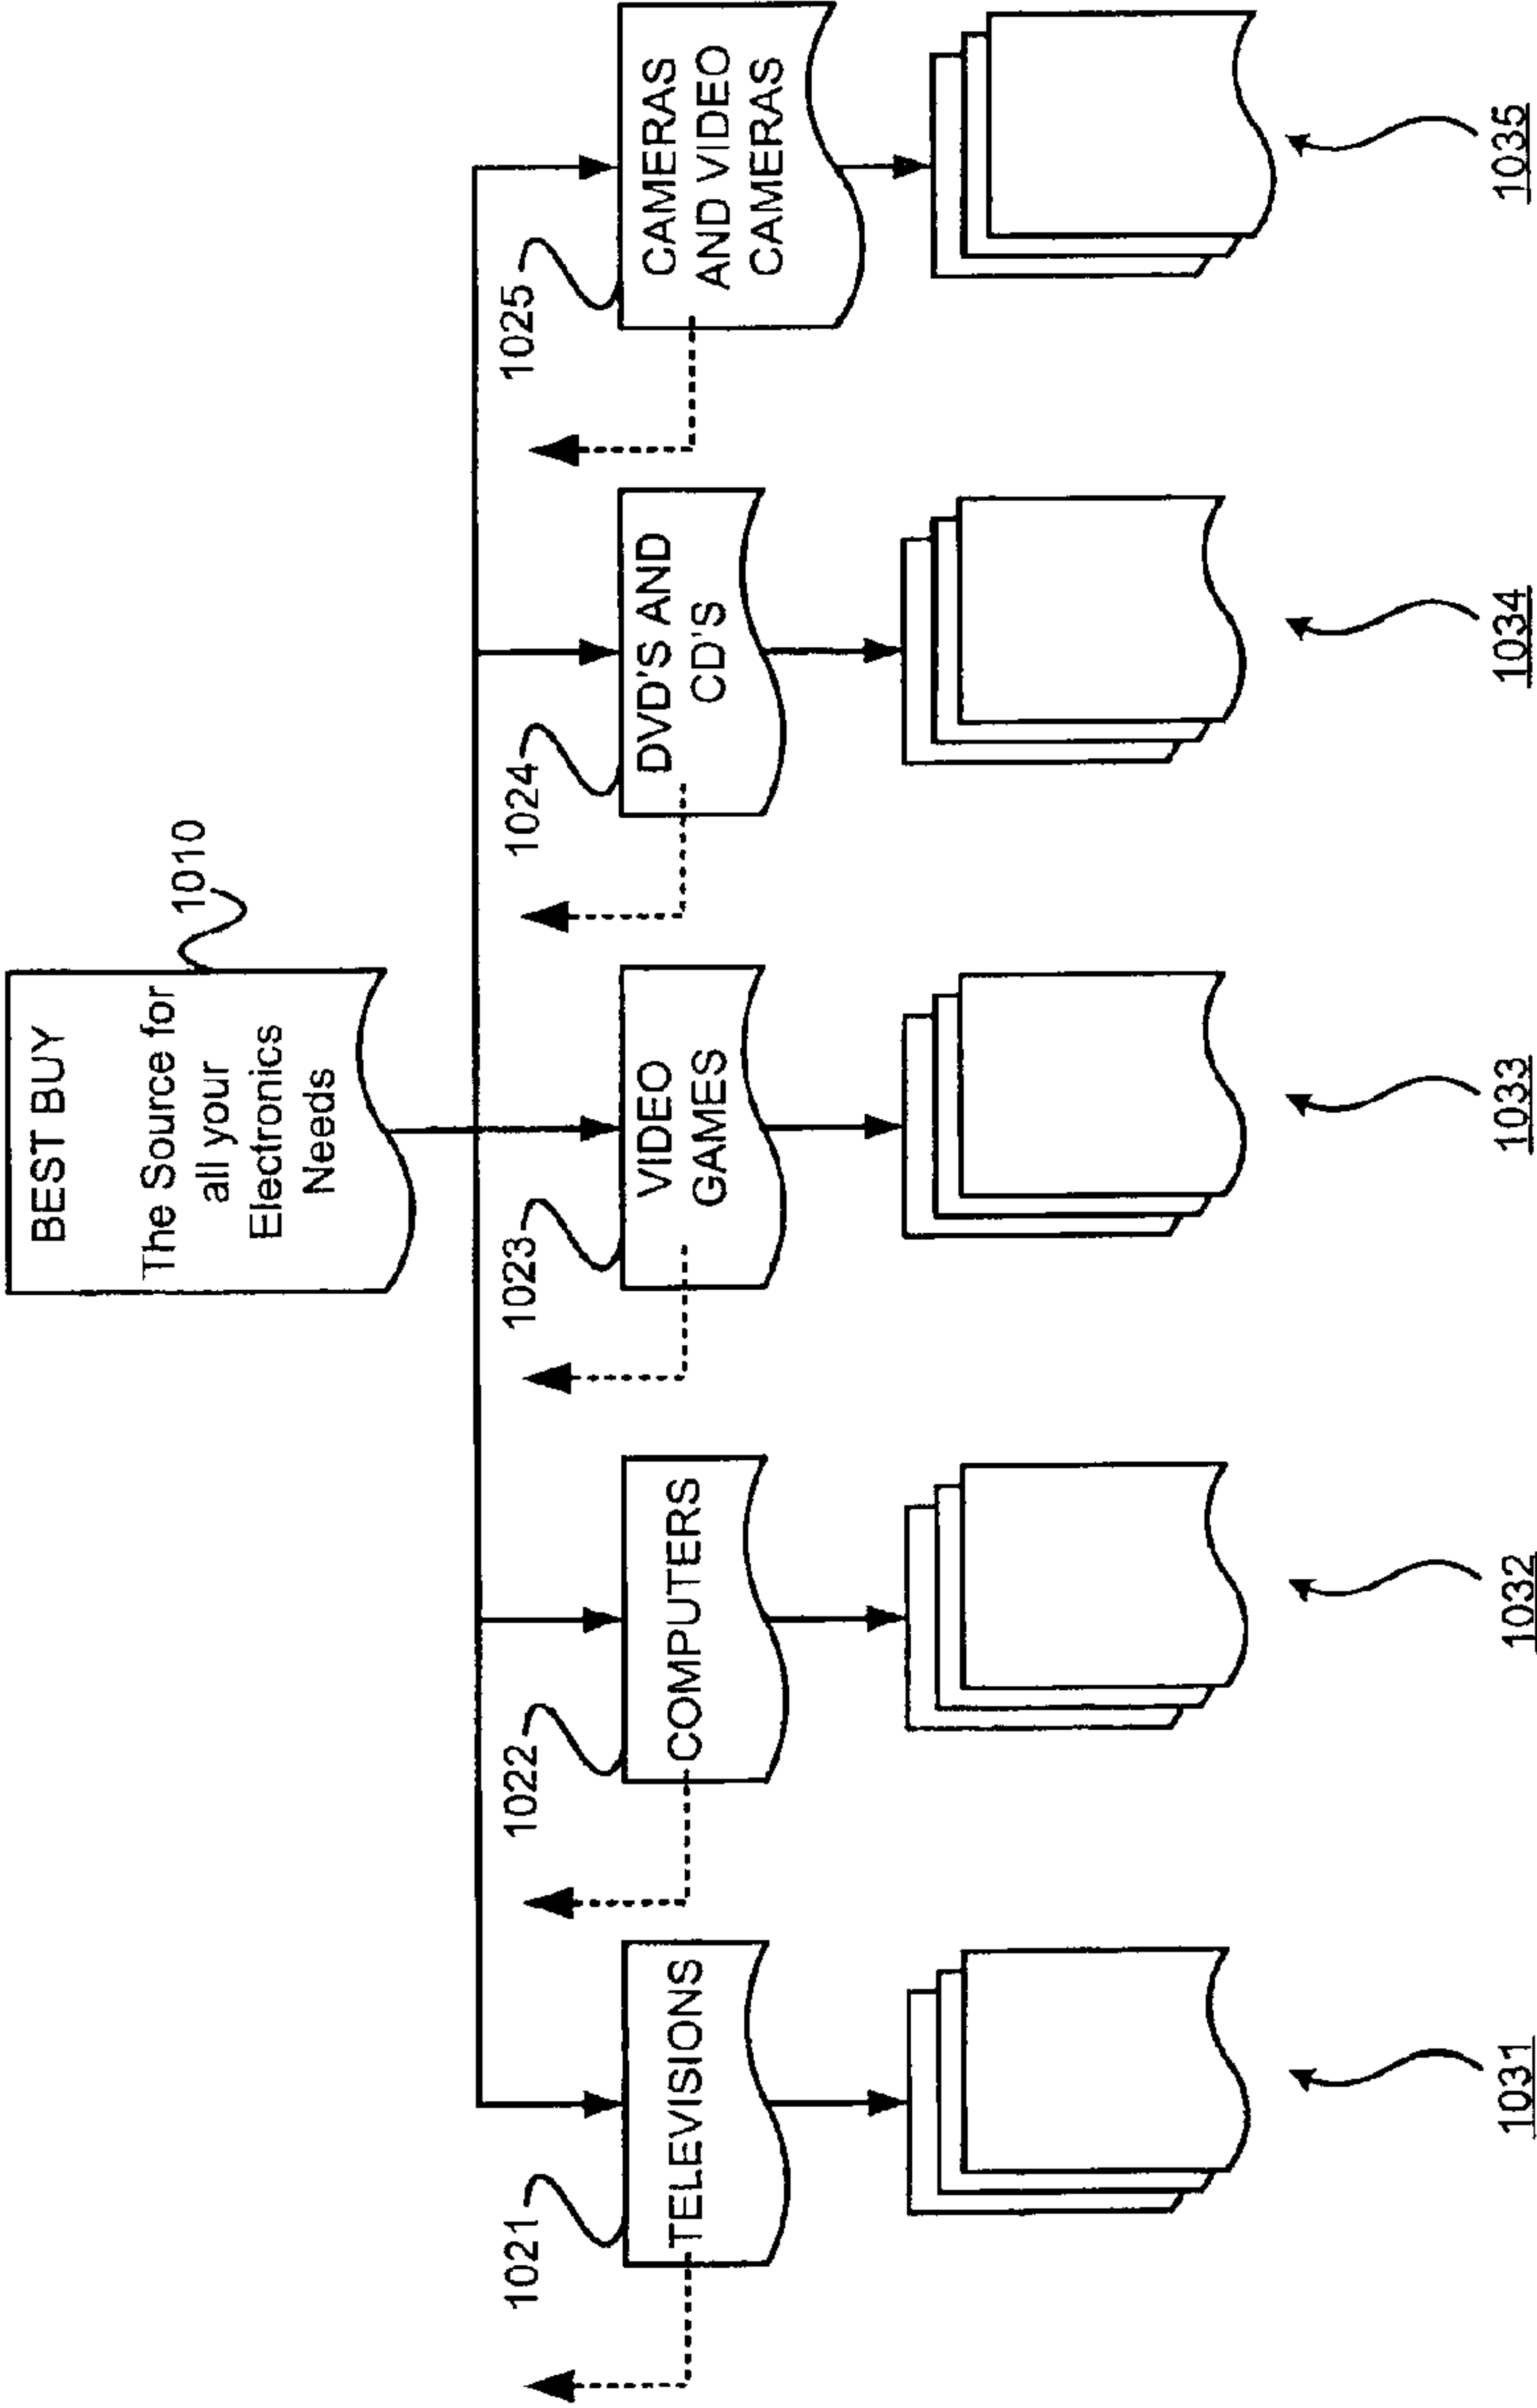 BEST BUY
The Source for
all your
Electronics
Needs
1010
1021
1022
1023
1024
1025
TELEVISIONS
COMPUTERS
VIDEO
GAMES
DVD'S AND
CD'S
CAMERAS
AND VIDEO
CAMERAS
1031
1032
1033
1034
1035